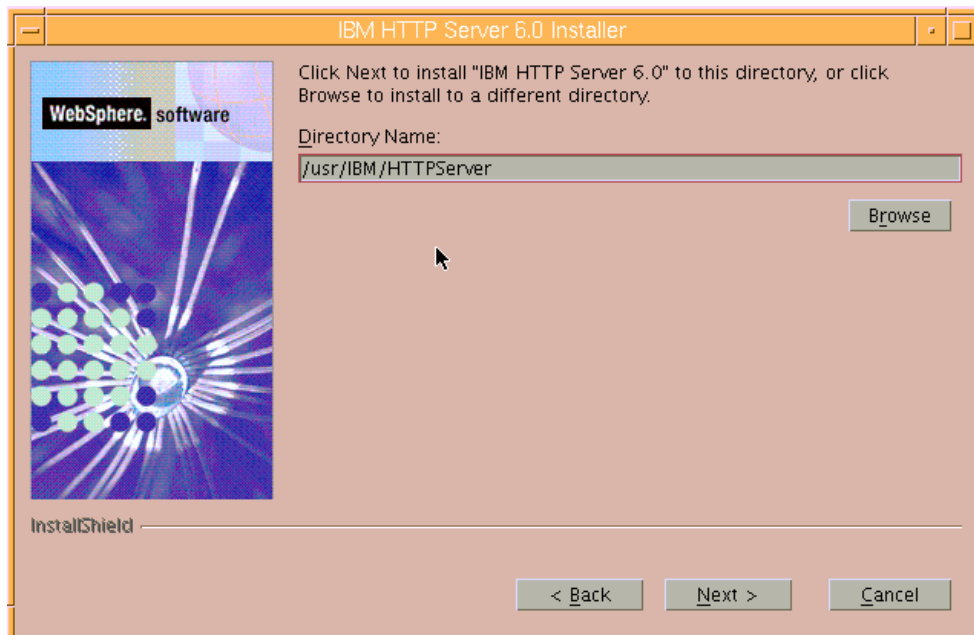 IBM HTTP Server 6.0 Installer
WebSphere. software
Click Next to install "IBM HTTP Server 6.0" to this directory, or click
Browse to install to a different directory.
Directory Name:
/usr/IBM/HTTPServer
Browse
InstallShield
< Back
Next >
Cancel